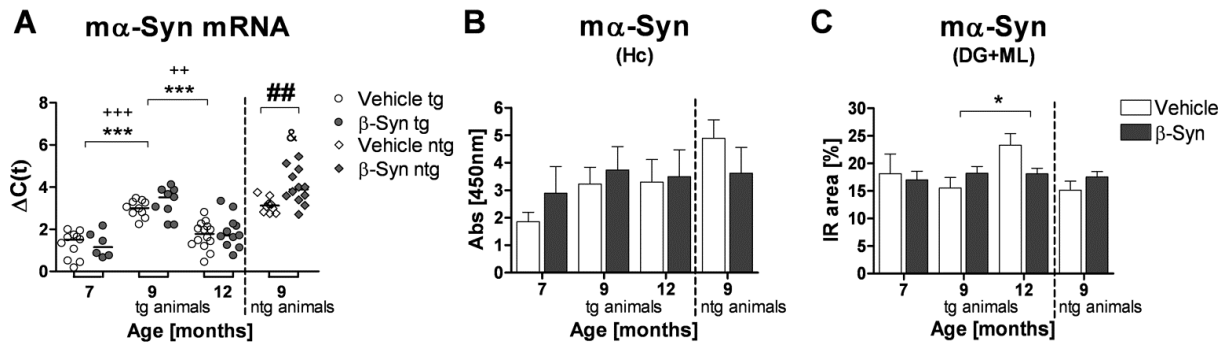 A
mα-Syn mRNA
ΔC(t)
8
6
4
2
0
+++
***
++
***
##
&
Vehicle tg
β-Syn tg
Vehicle ntg
β-Syn ntg
7 9 12 9
tg animals ntg animals
Age [months]
B
mα-Syn
(Hc)
Abs [450nm]
6
5
4
3
2
1
0
7 9 12 9
tg animals ntg animals
Age [months]
C
mα-Syn
(DG+ML)
IR area [%]
30
25
20
15
10
5
0
*
7 9 12 9
tg animals ntg animals
Age [months]
Vehicle
β-Syn